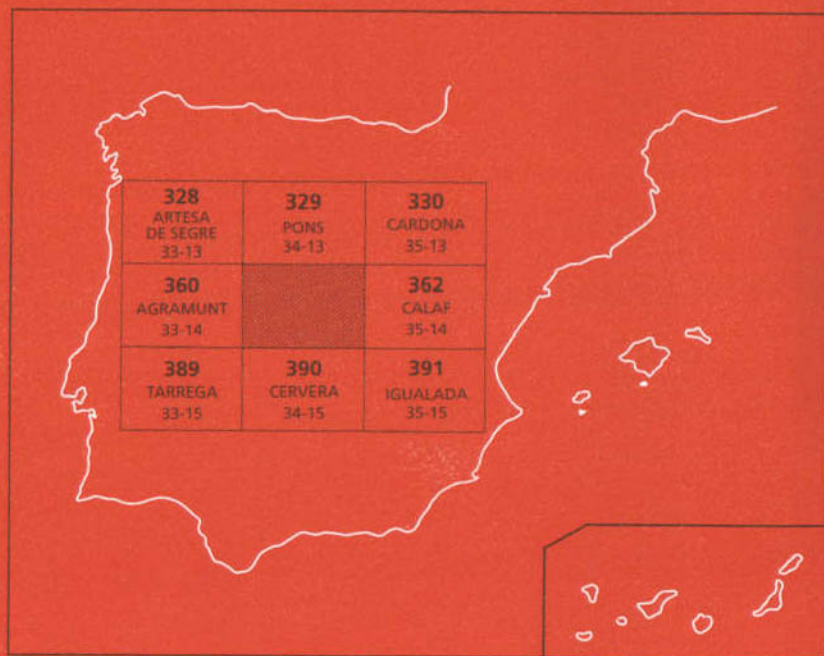 328
ARTESA
DE SEGRE
33-13
329
PONS
34-13
330
CARDONA
35-13
360
AGRAMUNT
33-14
362
CALAF
35-14
389
TARREGA
33-15
390
CERVERA
34-15
391
IGUALADA
35-15